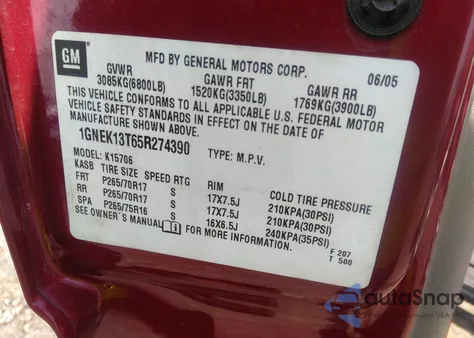 GM
MFD BY GENERAL MOTORS CORP. 06/05
GVWR GAWR FRT GAWR RR
3085KG(6800LB) 1520KG(3350LB) 1769KG(3900LB)
THIS VEHICLE CONFORMS TO ALL APPLICABLE U.S. FEDERAL MOTOR
VEHICLE SAFETY STANDARDS IN EFFECT ON THE DATE OF
MANUFACTURE SHOWN ABOVE.
1GNEK13T65R274390 TYPE: M.P.V.
MODEL: K15706
KASB TIRE SIZE SPEED RTG RIM COLD TIRE PRESSURE
FRT P265/70R17 S 17X7.5J 210KPA(30PSI)
RR P265/70R17 S 17X7.5J 210KPA(30PSI)
SPA P265/75R16 S 16X6.5J 240KPA(35PSI)
SEE OWNER'S MANUAL FOR MORE INFORMATION.
F 207
T 500
autoSnap